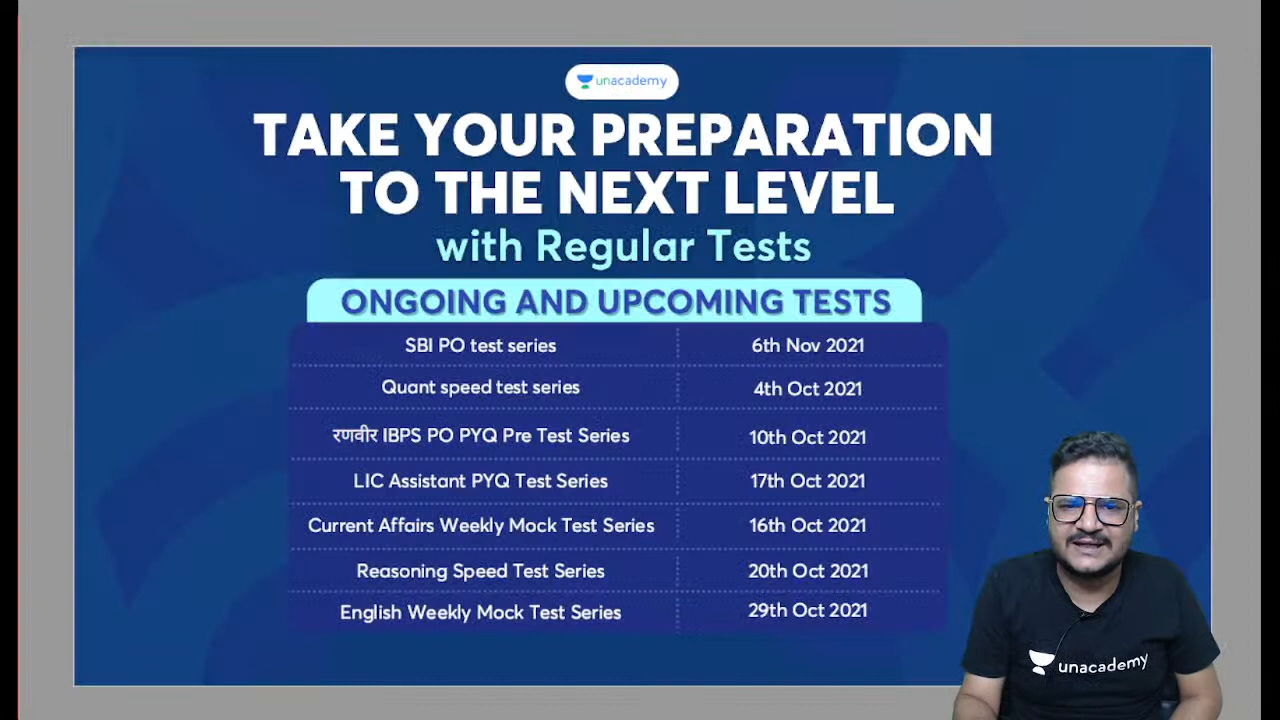 unacademy
TAKE YOUR PREPARATION
TO THE NEXT LEVEL
with Regular Tests
ONGOING AND UPCOMING TESTS
SBI PO test series 6th Nov 2021
Quant speed test series 4th Oct 2021
रणवीर IBPS PO PYQ Pre Test Series 10th Oct 2021
LIC Assistant PYQ Test Series 17th Oct 2021
Current Affairs Weekly Mock Test Series 16th Oct 2021
Reasoning Speed Test Series 20th Oct 2021
English Weekly Mock Test Series 29th Oct 2021
unacademy